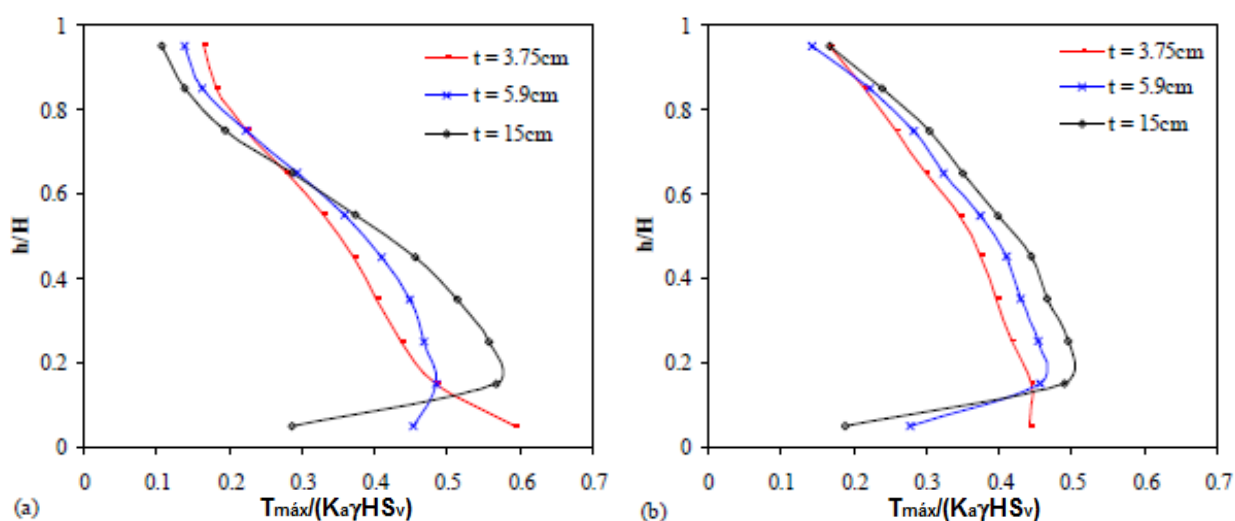 1
0.8
0.6
0.4
0.2
0
h/H
t = 3.75cm
t = 5.9cm
t = 15cm
0 0.1 0.2 0.3 0.4 0.5 0.6 0.7
(a) Tmáx/(KaγHSv)
1
0.8
0.6
0.4
0.2
0
h/H
t = 3.75cm
t = 5.9cm
t = 15cm
0 0.1 0.2 0.3 0.4 0.5 0.6 0.7
(b) Tmáx/(KaγHSv)